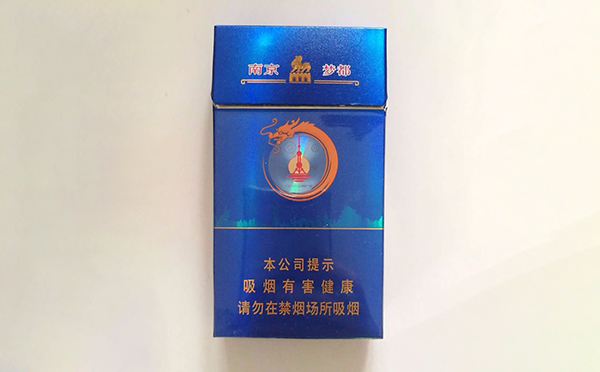 南京 梦都
本公司提示
吸烟有害健康
请勿在禁烟场所吸烟